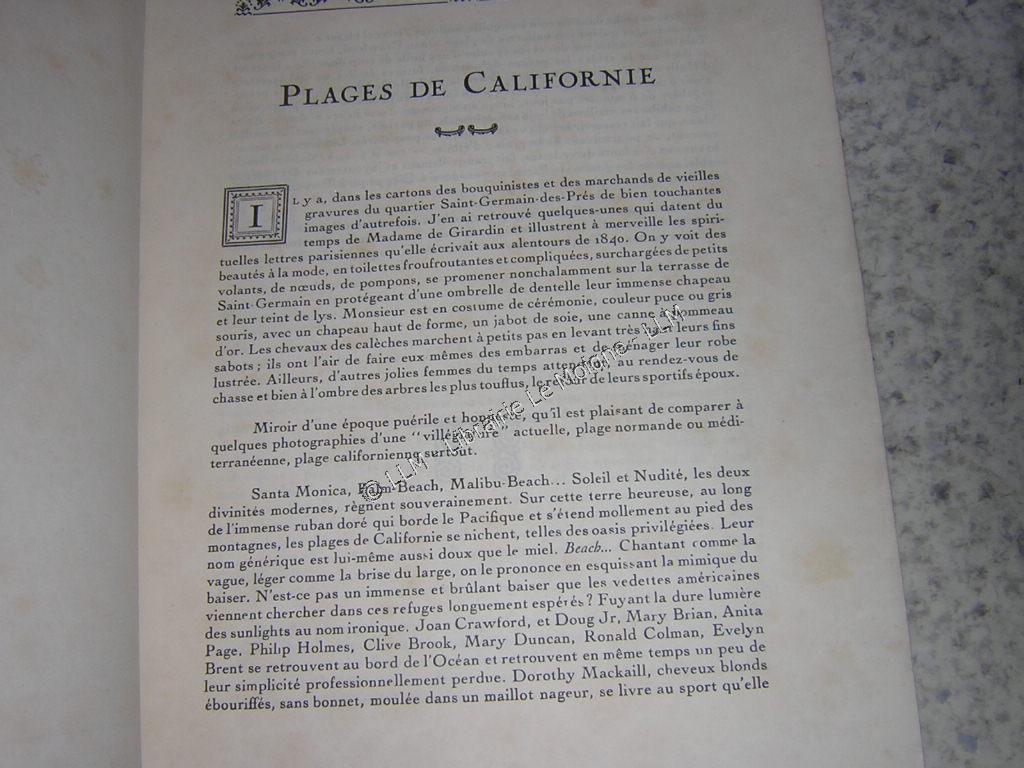 PLAGES DE CALIFORNIE
IL y a, dans les cartons des bouquinistes et des marchands de vieilles
gravures du quartier Saint-Germain-des-Prés de bien touchantes
images d'autrefois. J'en ai retrouvé quelques-unes qui datent du
temps de Madame de Girardin et illustrent à merveille les spiri-
tuelles lettres parisiennes qu'elle écrivait aux alentours de 1840. On y voit des
beautés à la mode, en toilettes froufroutantes et compliquées, surchargées de petits
volants, de nœuds, de pompons, se promener nonchalamment sur la terrasse de
Saint-Germain en protégeant d'une ombrelle de dentelle leur immense chapeau
et leur teint de lys. Monsieur est en costume de cérémonie, couleur puce ou gris
souris, avec un chapeau haut de forme, un jabot de soie, une canne à pommeau
d'or. Les chevaux des calèches marchent à petits pas en levant très haut leurs fins
sabots ; ils ont l'air de faire eux-mêmes des embarras et de ménager leur robe
lustrée. Ailleurs, d'autres jolies femmes du temps attendent au rendez-vous de
chasse et bien à l'ombre des arbres les plus touffus, le retour de leurs sportifs époux.
Miroir d'une époque puérile et honnête, qu'il est plaisant de comparer à
quelques photographies d'une "villégiature" actuelle, plage normande ou médi-
terranéenne, plage californienne surtout.
Santa Monica, Palm-Beach, Malibu-Beach... Soleil et Nudité, les deux
divinités modernes, règnent souverainement. Sur cette terre heureuse, au long
de l'immense ruban doré qui borde le Pacifique et s'étend mollement au pied des
montagnes, les plages de Californie se nichent, telles des oasis privilégiées. Leur
nom générique est lui-même aussi doux que le miel. Beach... Chantant comme la
vague, léger comme la brise du large, on le prononce en esquissant la mimique du
baiser. N'est-ce pas un immense et brûlant baiser que les vedettes américaines
viennent chercher dans ces refuges longuement espérés ? Fuyant la dure lumière
des sunlights au nom ironique. Joan Crawford, et Doug Jr, Mary Brian, Anita
Page, Philip Holmes, Clive Brook, Mary Duncan, Ronald Colman, Evelyn
Brent se retrouvent au bord de l'Océan et retrouvent en même temps un peu de
leur simplicité professionnellement perdue. Dorothy Mackaill, cheveux blonds
ébouriffés, sans bonnet, moulée dans un maillot nageur, se livre au sport qu'elle
© LLM - Librairie Le Moigne - LLM